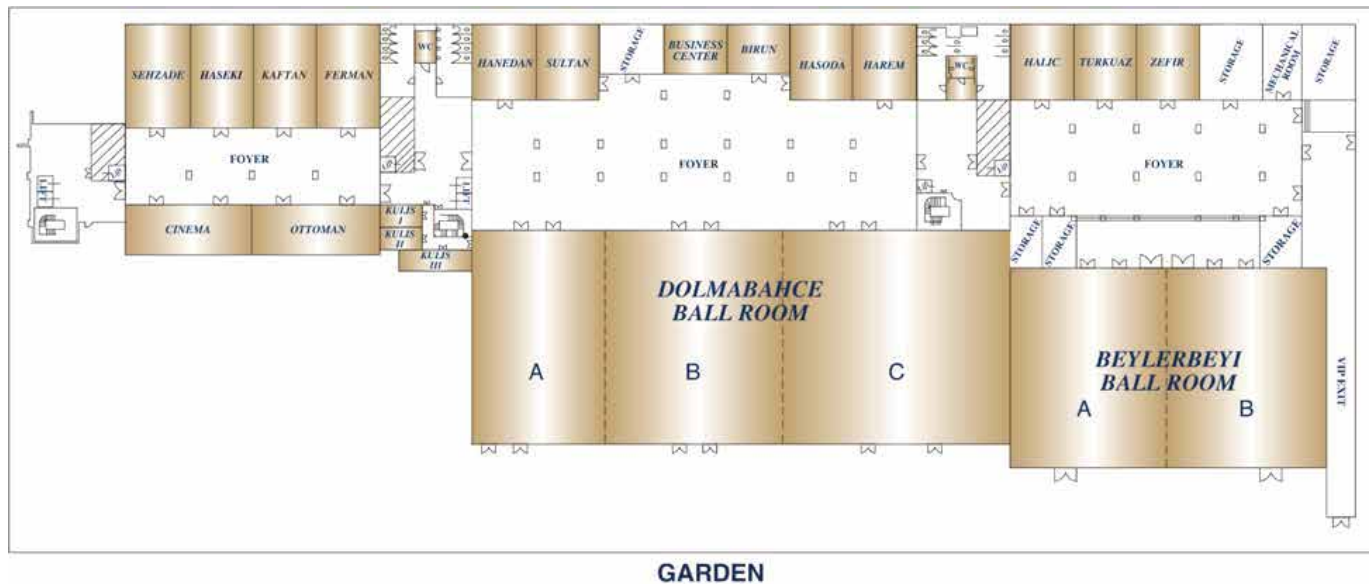 SEHZADE
HASEKI
KAFTAN
FERMAN
WC
HANEDAN
SULTAN
STORAGE
BUSINESS
CENTER
BIRUN
HASODA
HAREM
WC
HALIC
TURKUAZ
ZEFIR
STORAGE
MECHANICAL
ROOM
STORAGE
FOYER
FOYER
FOYER
LIFT
LIFT
CINEMA
OTTOMAN
KULIS
I
KULIS
II
KULIS
III
STORAGE
STORAGE
STORAGE
DOLMABAHCE
BALL ROOM
A
B
C
BEYLERBEYI
BALL ROOM
A
B
VIP EXIT
GARDEN